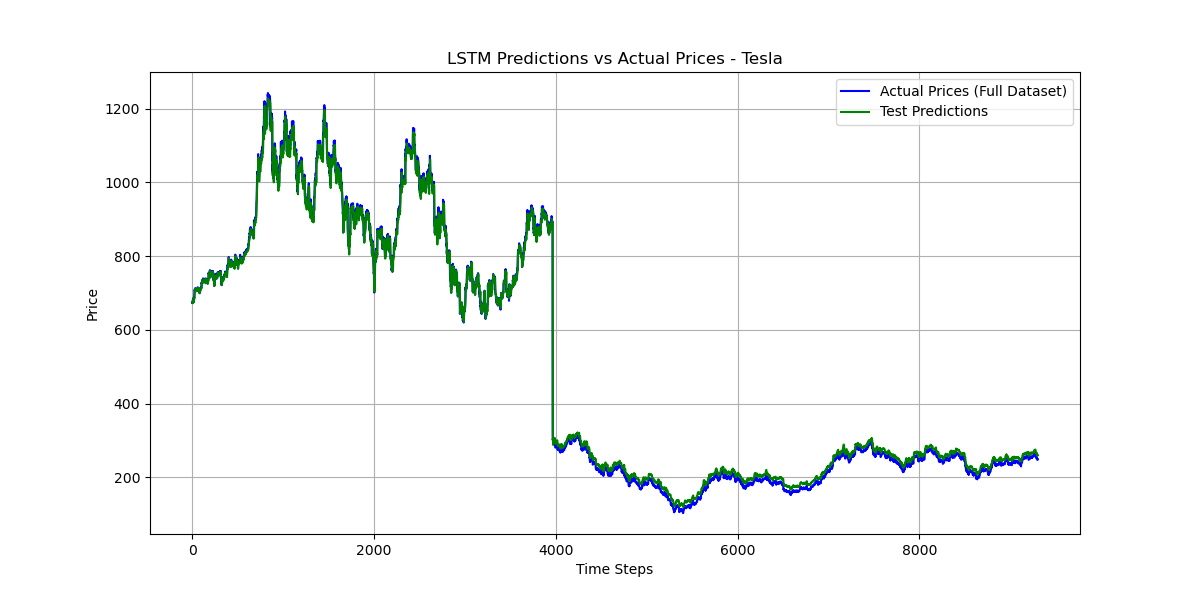 LSTM Predictions vs Actual Prices - Tesla
Actual Prices (Full Dataset)
Test Predictions
Price
1200
1000
800
600
400
200
0 2000 4000 6000 8000
Time Steps